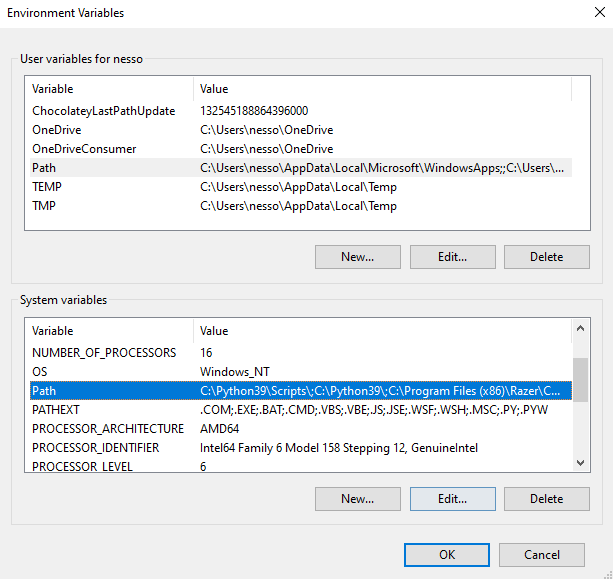 Environment Variables
User variables for nesso
Variable Value
ChocolateyLastPathUpdate 132545188864396000
OneDrive C:\Users\nesso\OneDrive
OneDriveConsumer C:\Users\nesso\OneDrive
Path C:\Users\nesso\AppData\Local\Microsoft\WindowsApps;;C:\Users\...
TEMP C:\Users\nesso\AppData\Local\Temp
TMP C:\Users\nesso\AppData\Local\Temp
New... Edit... Delete
System variables
Variable Value
NUMBER_OF_PROCESSORS 16
OS Windows_NT
Path C:\Python39\Scripts\;C:\Python39\;C:\Program Files (x86)\Razer\C...
PATHEXT .COM;.EXE;.BAT;.CMD;.VBS;.VBE;.JS;.JSE;.WSF;.WSH;.MSC;.PY;.PYW
PROCESSOR_ARCHITECTURE AMD64
PROCESSOR_IDENTIFIER Intel64 Family 6 Model 158 Stepping 12, GenuineIntel
PROCESSOR_LEVEL 6
New... Edit... Delete
OK Cancel